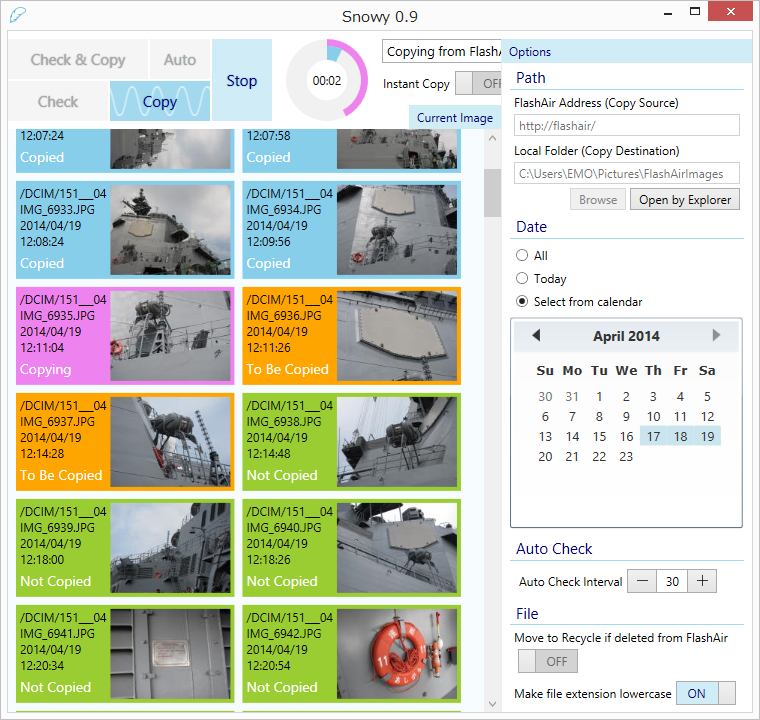 Snowy 0.9
Check & Copy
Auto
Stop
Check
Copy
00:02
Copying from FlashA
Instant Copy
OFF
Current Image
12:07:24
Copied
12:07:58
Copied
/DCIM/151___04
IMG_6933.JPG
2014/04/19
12:08:24
Copied
/DCIM/151___04
IMG_6934.JPG
2014/04/19
12:09:56
Copied
/DCIM/151___04
IMG_6935.JPG
2014/04/19
12:11:04
Copying
/DCIM/151___04
IMG_6936.JPG
2014/04/19
12:11:26
To Be Copied
/DCIM/151___04
IMG_6937.JPG
2014/04/19
12:14:28
To Be Copied
/DCIM/151___04
IMG_6938.JPG
2014/04/19
12:14:48
Not Copied
/DCIM/151___04
IMG_6939.JPG
2014/04/19
12:18:00
Not Copied
/DCIM/151___04
IMG_6940.JPG
2014/04/19
12:18:26
Not Copied
/DCIM/151___04
IMG_6941.JPG
2014/04/19
12:20:34
Not Copied
/DCIM/151___04
IMG_6942.JPG
2014/04/19
12:20:54
Not Copied
Options
Path
FlashAir Address (Copy Source)
http://flashair/
Local Folder (Copy Destination)
C:\Users\EMO\Pictures\FlashAirImages
Browse
Open by Explorer
Date
All
Today
Select from calendar
April 2014
Su Mo Tu We Th Fr Sa
30 31 1 2 3 4 5
6 7 8 9 10 11 12
13 14 15 16 17 18 19
20 21 22 23
Auto Check
Auto Check Interval
30
File
Move to Recycle if deleted from FlashAir
OFF
Make file extension lowercase
ON